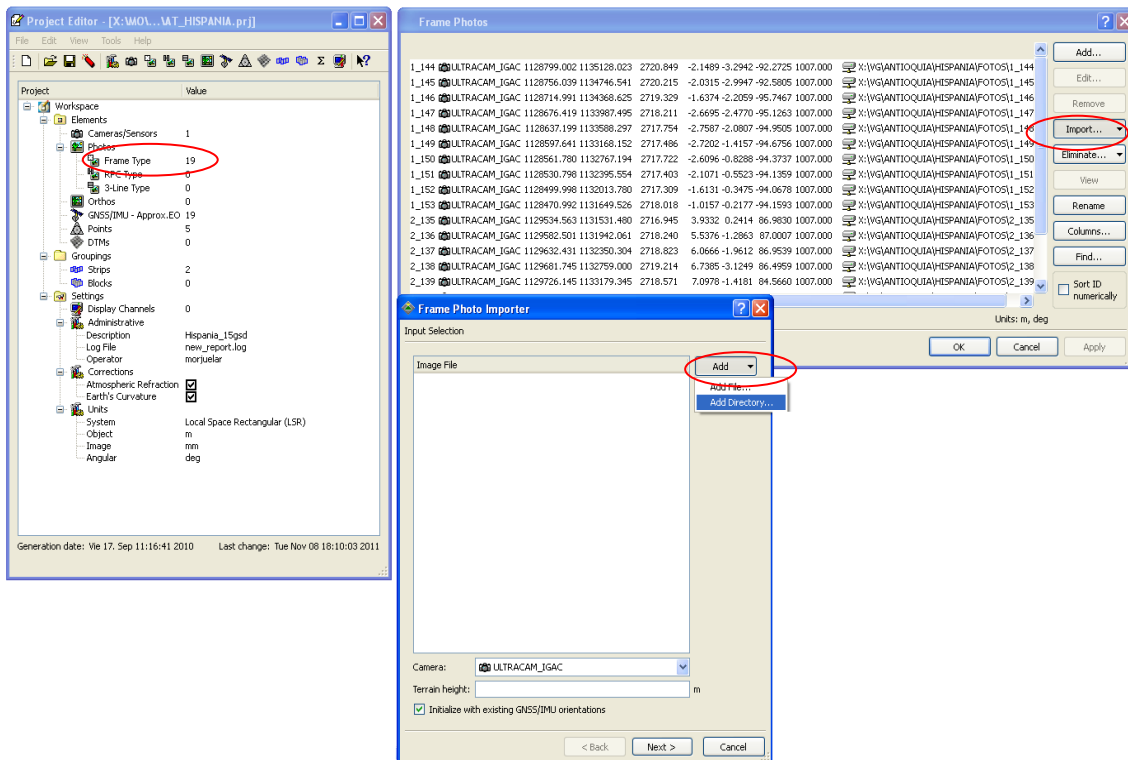 Project Editor - [X:\MO\...\AT_HISPANIA.prj]
File Edit View Tools Help
Project Value
Workspace
Elements
Cameras/Sensors 1
Photos
Frame Type 19
RPC Type 0
3-Line Type 0
Orthos 0
GNSS/IMU - Approx.EO 19
Points 5
DTMs 0
Groupings
Strips 2
Blocks 0
Settings
Display Channels 0
Administrative
Description Hispania_15gsd
Log File new_report.log
Operator morjuelar
Corrections
Atmospheric Refraction
Earth's Curvature
Units
System Local Space Rectangular (LSR)
Object m
Image mm
Angular deg
Generation date: Vie 17. Sep 11:16:41 2010 Last change: Tue Nov 08 18:10:03 2011
Frame Photos
1_144 ULTRACAM_IGAC 1128799.002 1135128.023 2720.849 -2.1489 -3.2942 -92.2725 1007.000 X:\VG\ANTIOQUIA\HISPANIA\FOTOS\1_144
1_145 ULTRACAM_IGAC 1128756.039 1134746.541 2720.215 -2.0315 -2.9947 -92.5805 1007.000 X:\VG\ANTIOQUIA\HISPANIA\FOTOS\1_145
1_146 ULTRACAM_IGAC 1128714.991 1134368.625 2719.329 -1.6374 -2.2059 -95.7467 1007.000 X:\VG\ANTIOQUIA\HISPANIA\FOTOS\1_146
1_147 ULTRACAM_IGAC 1128676.419 1133987.495 2718.211 -2.6695 -2.4770 -95.1263 1007.000 X:\VG\ANTIOQUIA\HISPANIA\FOTOS\1_147
1_148 ULTRACAM_IGAC 1128637.199 1133588.297 2717.754 -2.7587 -2.0807 -94.9505 1007.000 X:\VG\ANTIOQUIA\HISPANIA\FOTOS\1_148
1_149 ULTRACAM_IGAC 1128597.641 1133168.152 2717.486 -2.7202 -1.4157 -94.6756 1007.000 X:\VG\ANTIOQUIA\HISPANIA\FOTOS\1_149
1_150 ULTRACAM_IGAC 1128561.780 1132767.194 2717.722 -2.6096 -0.8288 -94.3737 1007.000 X:\VG\ANTIOQUIA\HISPANIA\FOTOS\1_150
1_151 ULTRACAM_IGAC 1128530.798 1132395.554 2717.403 -2.1071 -0.5523 -94.1359 1007.000 X:\VG\ANTIOQUIA\HISPANIA\FOTOS\1_151
1_152 ULTRACAM_IGAC 1128499.998 1132013.780 2717.309 -1.6131 -0.3475 -94.0678 1007.000 X:\VG\ANTIOQUIA\HISPANIA\FOTOS\1_152
1_153 ULTRACAM_IGAC 1128470.992 1131649.526 2718.018 -1.0157 -0.2177 -94.1593 1007.000 X:\VG\ANTIOQUIA\HISPANIA\FOTOS\1_153
2_135 ULTRACAM_IGAC 1129534.563 1131531.480 2716.945 3.9332 0.2414 86.9830 1007.000 X:\VG\ANTIOQUIA\HISPANIA\FOTOS\2_135
2_136 ULTRACAM_IGAC 1129582.501 1131942.061 2718.240 5.5376 -1.2863 87.0007 1007.000 X:\VG\ANTIOQUIA\HISPANIA\FOTOS\2_136
2_137 ULTRACAM_IGAC 1129632.431 1132350.304 2718.823 6.0666 -1.9612 86.9539 1007.000 X:\VG\ANTIOQUIA\HISPANIA\FOTOS\2_137
2_138 ULTRACAM_IGAC 1129681.745 1132759.000 2719.214 6.7385 -3.1249 86.4959 1007.000 X:\VG\ANTIOQUIA\HISPANIA\FOTOS\2_138
2_139 ULTRACAM_IGAC 1129726.145 1133179.345 2718.571 7.0978 -1.4181 84.5660 1007.000 X:\VG\ANTIOQUIA\HISPANIA\FOTOS\2_139
Add...
Edit...
Remove
Import...
Eliminate...
View
Rename
Columns...
Find...
Sort ID
numerically
Units: m, deg
OK Cancel Apply
Frame Photo Importer
Input Selection
Image File
Add
Add File...
Add Directory...
Camera: ULTRACAM_IGAC
Terrain height: m
Initialize with existing GNSS/IMU orientations
< Back Next > Cancel